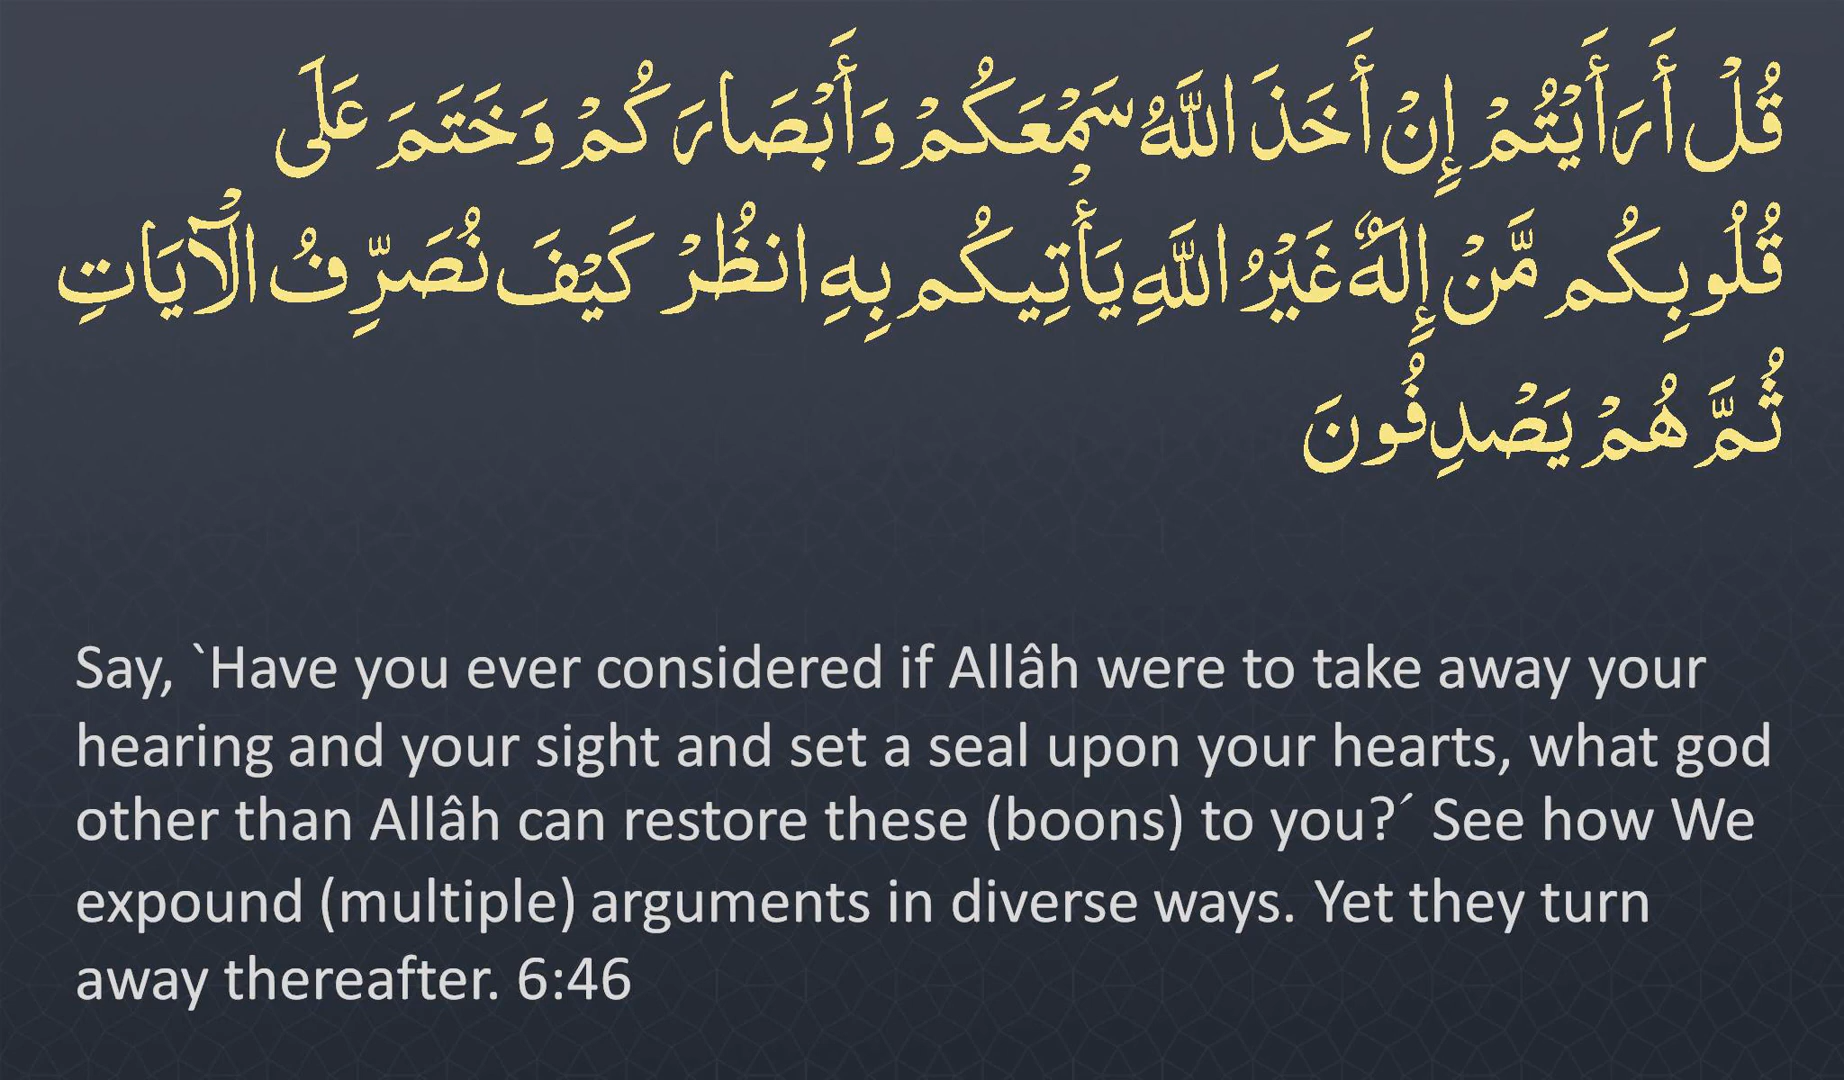 قُلْ أَرَأَيْتُمْ إِنْ أَخَذَ اللَّهُ سَمْعَكُمْ وَأَبْصَارَكُمْ وَخَتَمَ عَلَى
قُلُوبِكُم مَّنْ إِلَهٌ غَيْرُ اللَّهِ يَأْتِيكُم بِهِ انظُرْ كَيْفَ نُصَرِّفُ الْآيَاتِ
ثُمَّ هُمْ يَصْدِفُونَ
Say, `Have you ever considered if Allâh were to take away your
hearing and your sight and set a seal upon your hearts, what god
other than Allâh can restore these (boons) to you?´ See how We
expound (multiple) arguments in diverse ways. Yet they turn
away thereafter. 6:46